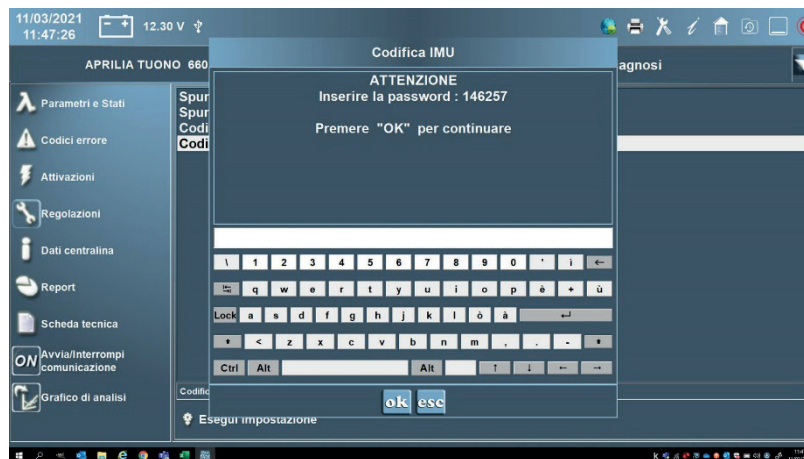 11/03/2021
11:47:26
12.30 V
APRILIA TUONO 660
agnosi
Codifica IMU
ATTENZIONE
Inserire la password : 146257
Premere "OK" per continuare
Parametri e Stati
Codici errore
Attivazioni
Regolazioni
Dati centralina
Report
Scheda tecnica
ON Avvia/Interrompi
comunicazione
Grafico di analisi
Spur
Spur
Codi
Codi
\ 1 2 3 4 5 6 7 8 9 0 ' ì ←
q w e r t y u i o p è + ù
Lock a s d f g h j k l ò à
< z x c v b n m , . -
Ctrl Alt Alt ↑ ↓ ← →
ok esc
Codific
Esegui impostazione